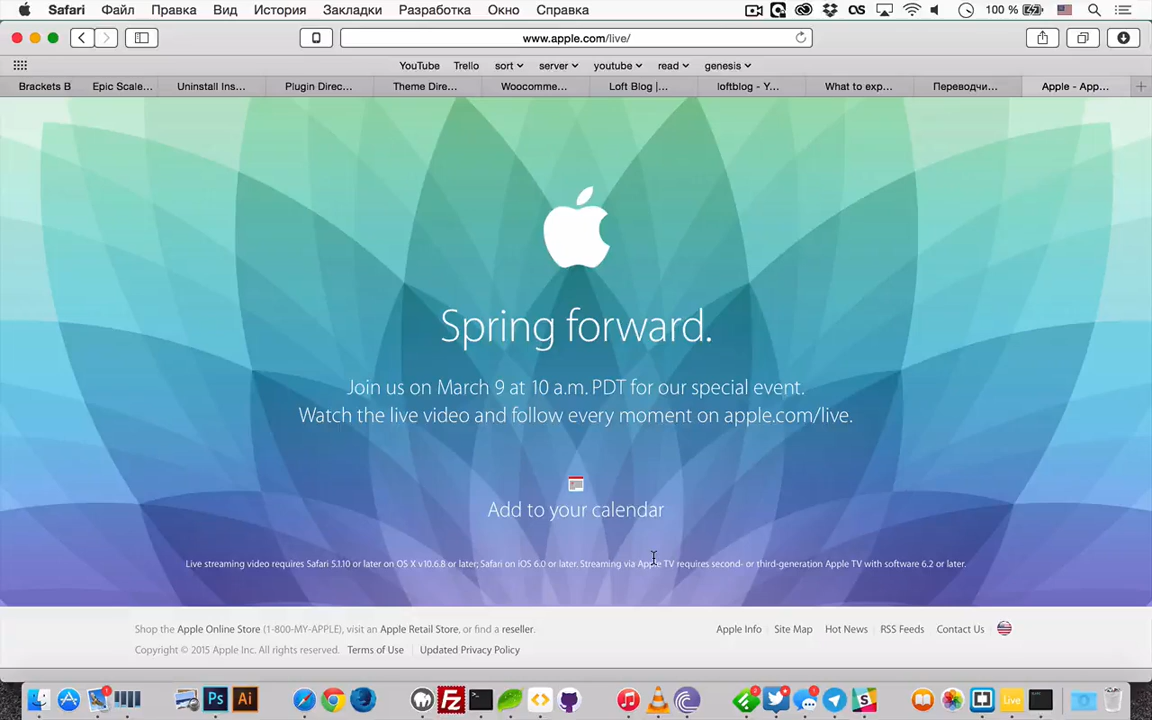 Safari Файл Правка Вид История Закладки Разработка Окно Справка 100 %
www.apple.com/live/
YouTube Trello sort server youtube read genesis
Brackets B Epic Scale... Uninstall Ins... Plugin Direc... Theme Dire... Woocomme... Loft Blog |... loftblog - Y... What to exp... Переводчи... Apple - App...
Spring forward.
Join us on March 9 at 10 a.m. PDT for our special event.
Watch the live video and follow every moment on apple.com/live.
Add to your calendar
Live streaming video requires Safari 5.1.10 or later on OS X v10.6.8 or later; Safari on iOS 6.0 or later. Streaming via Apple TV requires second- or third-generation Apple TV with software 6.2 or later.
Shop the Apple Online Store (1-800-MY-APPLE), visit an Apple Retail Store, or find a reseller.
Apple Info Site Map Hot News RSS Feeds Contact Us
Copyright © 2015 Apple Inc. All rights reserved. Terms of Use Updated Privacy Policy
Ps Ai Fz Live